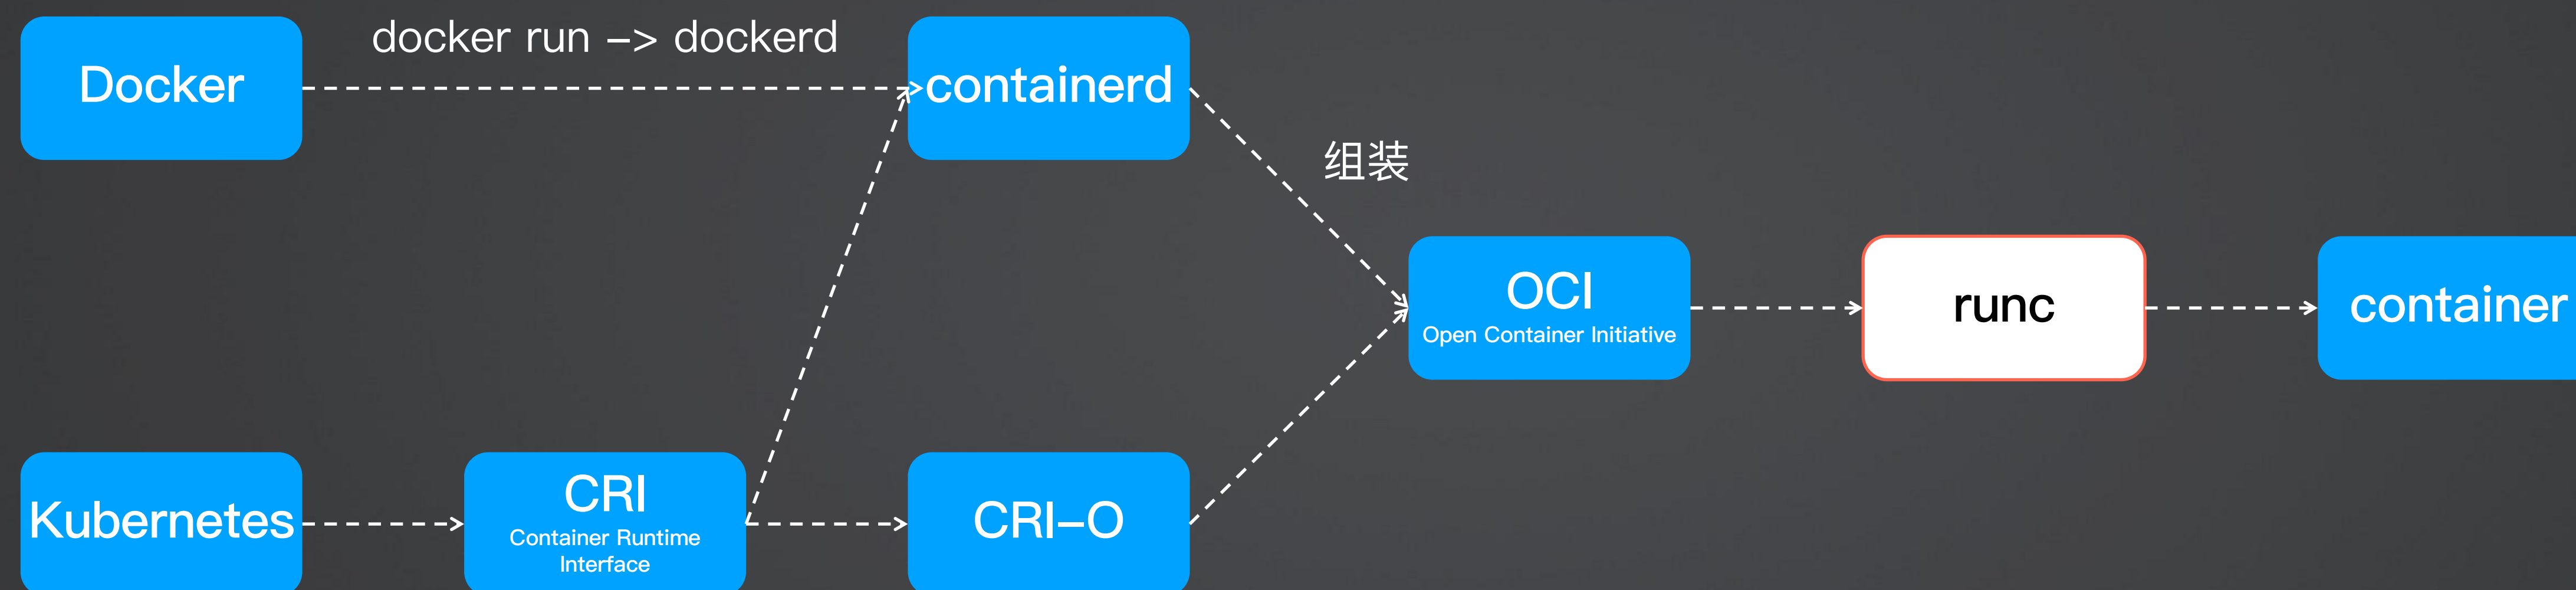 Docker
docker run –> dockerd
containerd
组装
OCI
Open Container Initiative
runc
container
Kubernetes
CRI
Container Runtime
Interface
CRI–O